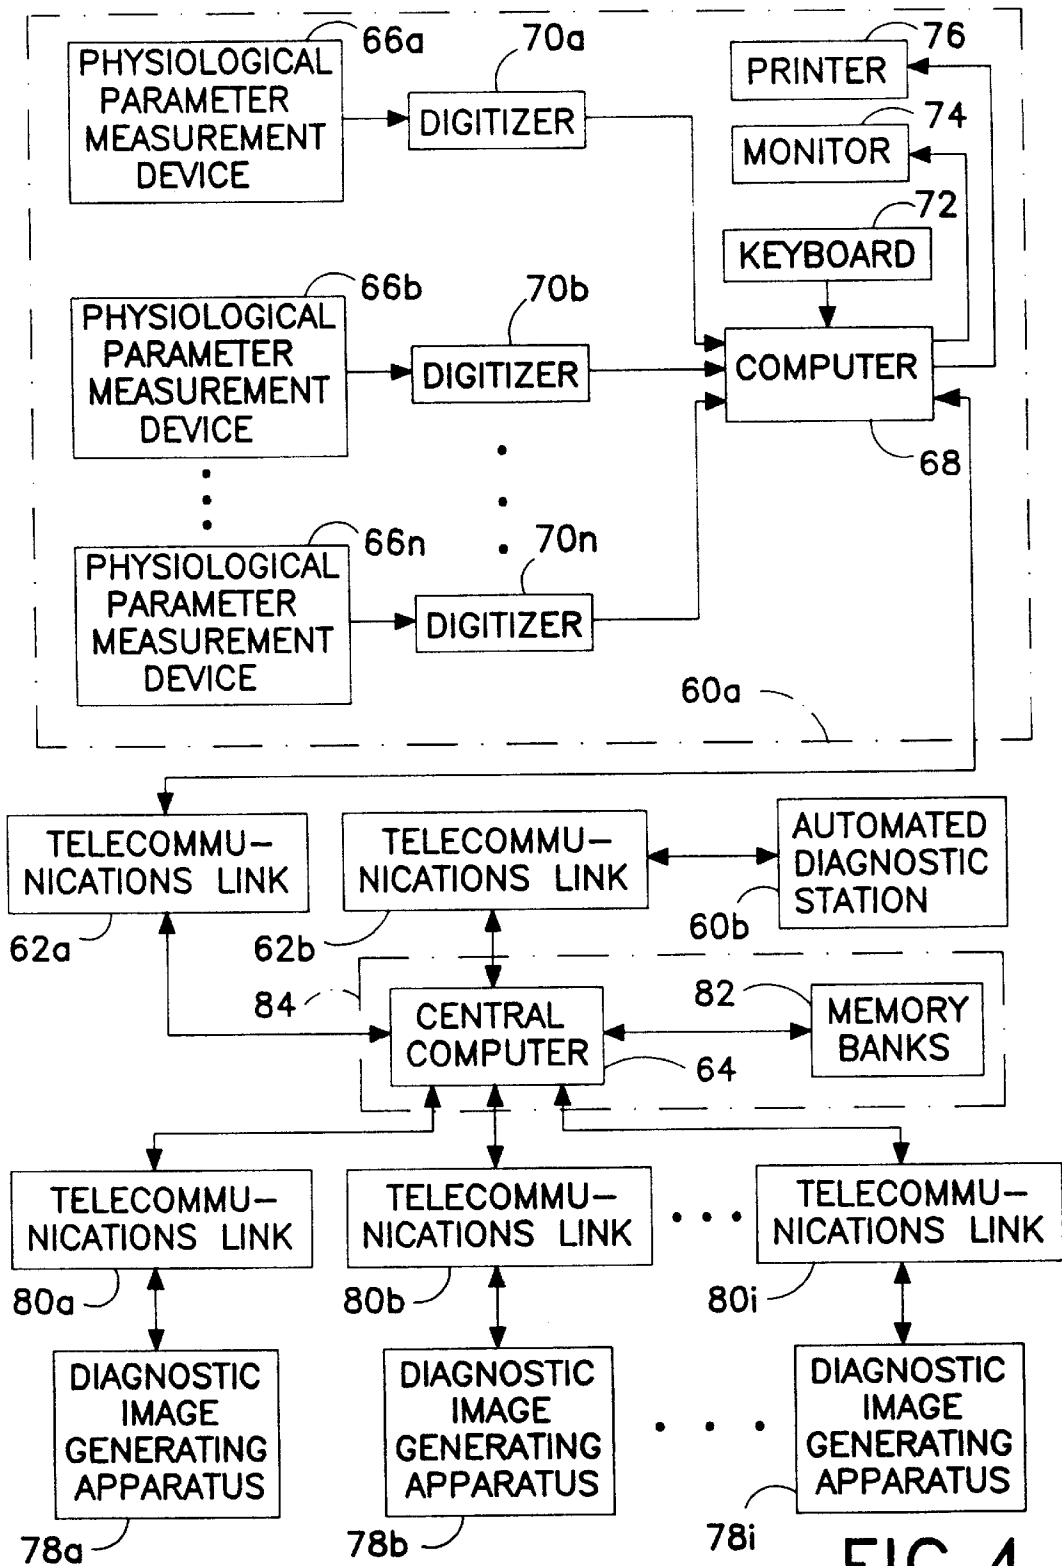 66a
PHYSIOLOGICAL
PARAMETER
MEASUREMENT
DEVICE
70a
DIGITIZER
76
PRINTER
74
MONITOR
72
KEYBOARD
66b
PHYSIOLOGICAL
PARAMETER
MEASUREMENT
DEVICE
70b
DIGITIZER
COMPUTER
68
66n
PHYSIOLOGICAL
PARAMETER
MEASUREMENT
DEVICE
70n
DIGITIZER
60a
TELECOMMU-
NICATIONS LINK
62a
TELECOMMU-
NICATIONS LINK
62b
AUTOMATED
DIAGNOSTIC
STATION
60b
84
CENTRAL
COMPUTER
64
82
MEMORY
BANKS
TELECOMMU-
NICATIONS LINK
80a
TELECOMMU-
NICATIONS LINK
80b
TELECOMMU-
NICATIONS LINK
80i
DIAGNOSTIC
IMAGE
GENERATING
APPARATUS
78a
DIAGNOSTIC
IMAGE
GENERATING
APPARATUS
78b
DIAGNOSTIC
IMAGE
GENERATING
APPARATUS
78i
FIG. 4